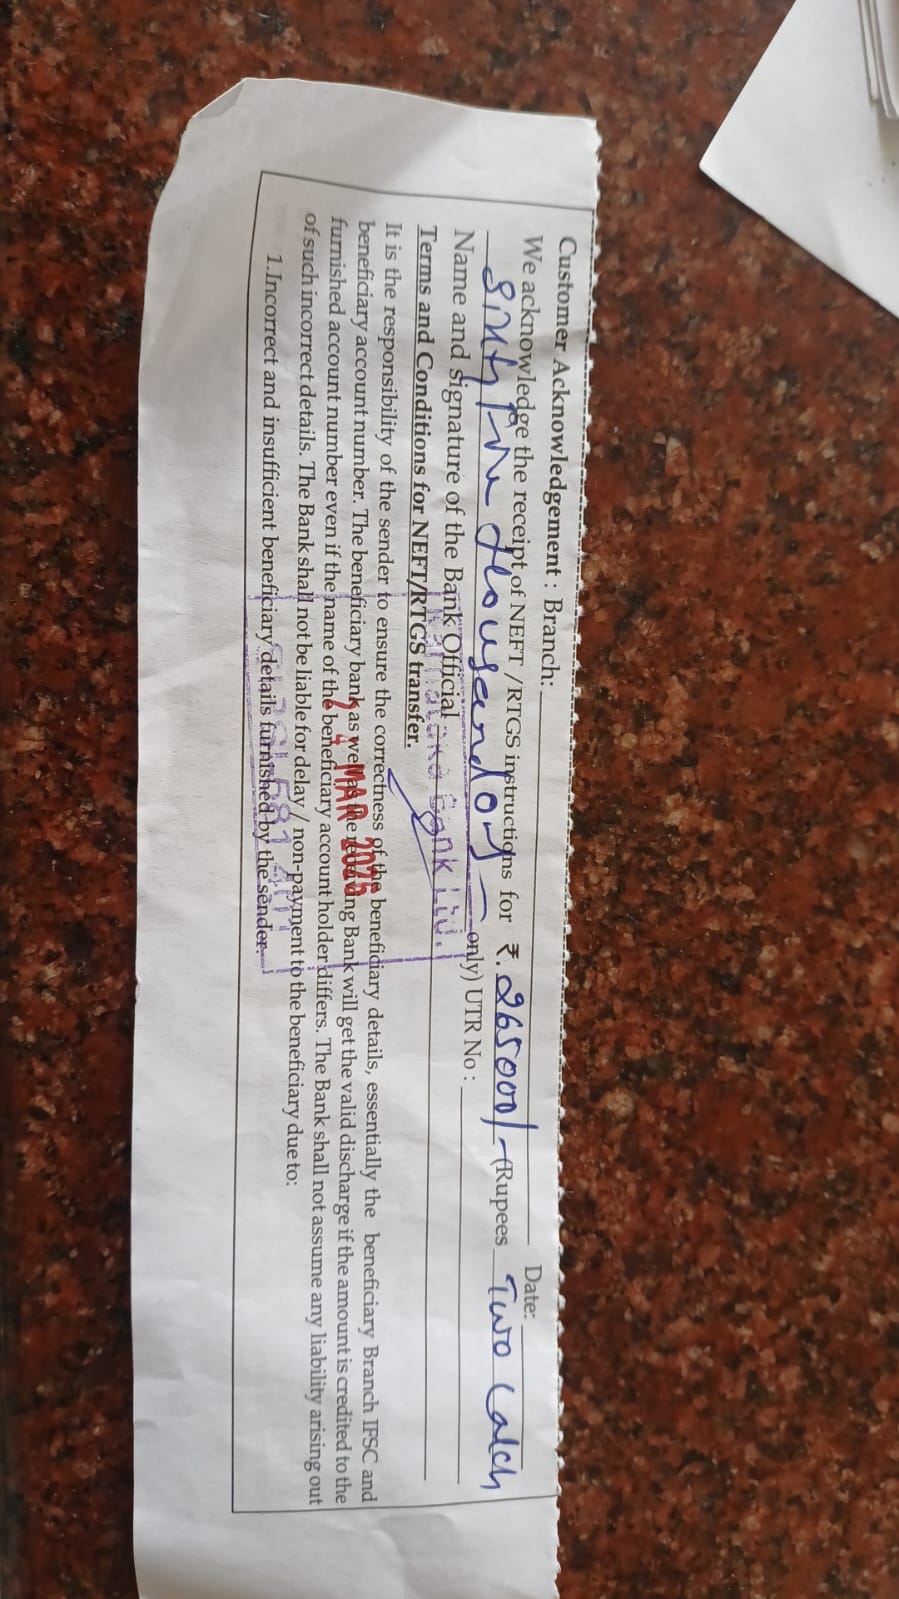 Customer Acknowledgement : Branch: Date:
We acknowledge the receipt of NEFT / RTGS instructions for ₹. 265000/- (Rupees Two Lakh
Sixty Five thousand only only) UTR No :
Name and Signature of the Bank Official
Karnataka Bank Ltd.
Terms and Conditions for NEFT/RTGS transfer.
It is the responsibility of the sender to ensure the correctness of the beneficiary details, essentially the beneficiary Branch IFSC and
beneficiary account number. The beneficiary bank as well as the Bank will get the valid discharge if the amount is credited to the
MAR 2025
furnished account number even if the name of the beneficiary account holder differs. The Bank shall not assume any liability arising out
of such incorrect details. The Bank shall not be liable for delay / non-payment to the beneficiary due to:
1.Incorrect and insufficient beneficiary details furnished by the sender.